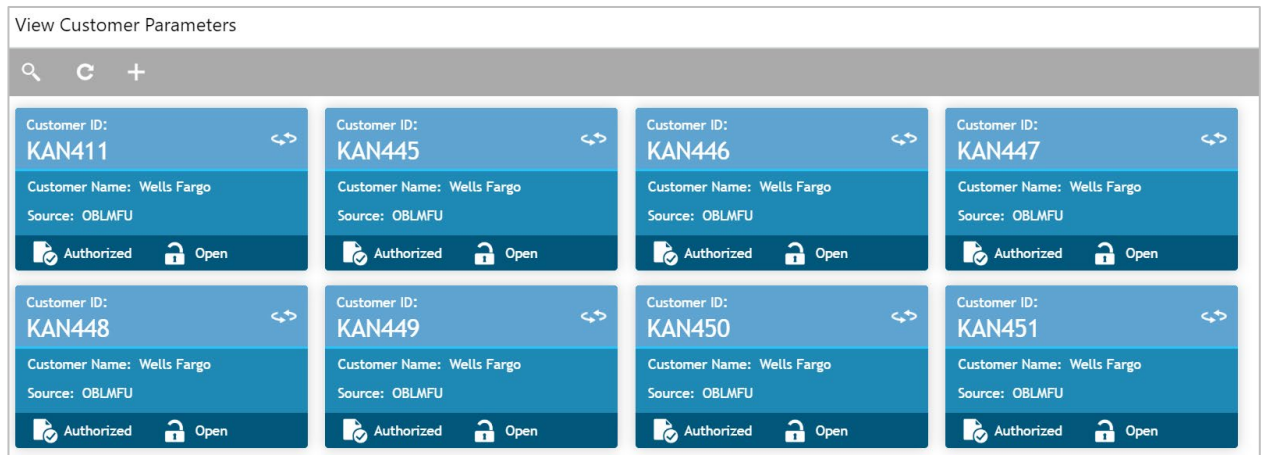 View Customer Parameters
Customer ID:
KAN411
Customer Name: Wells Fargo
Source: OBLMFU
Authorized Open
Customer ID:
KAN445
Customer Name: Wells Fargo
Source: OBLMFU
Authorized Open
Customer ID:
KAN446
Customer Name: Wells Fargo
Source: OBLMFU
Authorized Open
Customer ID:
KAN447
Customer Name: Wells Fargo
Source: OBLMFU
Authorized Open
Customer ID:
KAN448
Customer Name: Wells Fargo
Source: OBLMFU
Authorized Open
Customer ID:
KAN449
Customer Name: Wells Fargo
Source: OBLMFU
Authorized Open
Customer ID:
KAN450
Customer Name: Wells Fargo
Source: OBLMFU
Authorized Open
Customer ID:
KAN451
Customer Name: Wells Fargo
Source: OBLMFU
Authorized Open